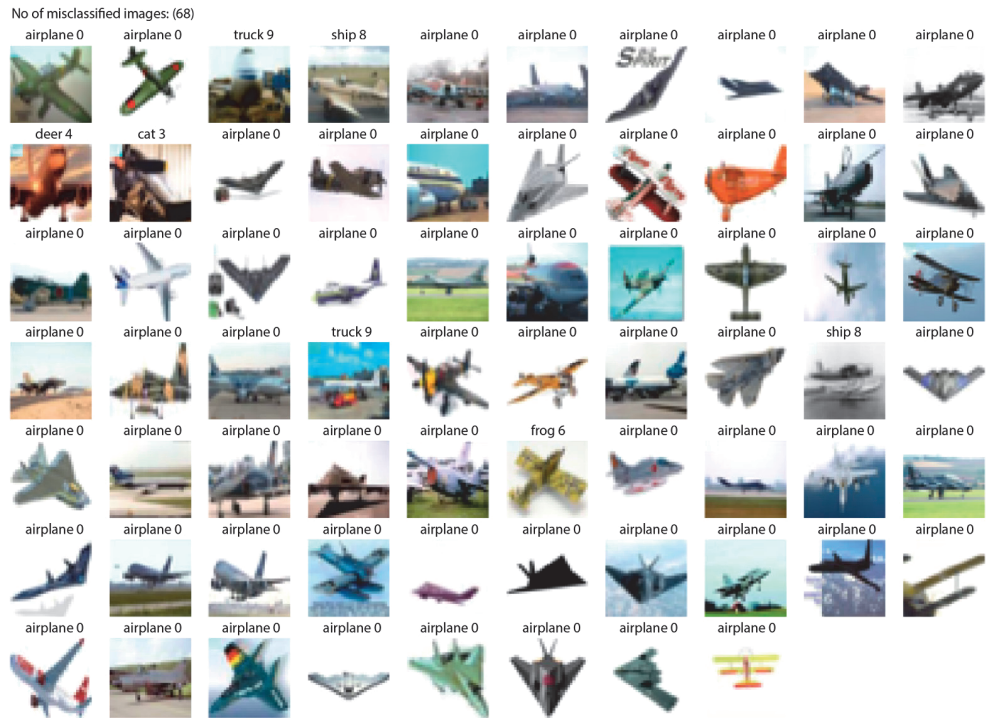 No of misclassified images: (68)
airplane 0 airplane 0 truck 9 ship 8 airplane 0 airplane 0 airplane 0 airplane 0 airplane 0 airplane 0
SPIRIT
deer 4 cat 3 airplane 0 airplane 0 airplane 0 airplane 0 airplane 0 airplane 0 airplane 0 airplane 0
airplane 0 airplane 0 airplane 0 airplane 0 airplane 0 airplane 0 airplane 0 airplane 0 airplane 0 airplane 0
airplane 0 airplane 0 airplane 0 truck 9 airplane 0 airplane 0 airplane 0 airplane 0 ship 8 airplane 0
airplane 0 airplane 0 airplane 0 airplane 0 airplane 0 frog 6 airplane 0 airplane 0 airplane 0 airplane 0
airplane 0 airplane 0 airplane 0 airplane 0 airplane 0 airplane 0 airplane 0 airplane 0 airplane 0 airplane 0
airplane 0 airplane 0 airplane 0 airplane 0 airplane 0 airplane 0 airplane 0 airplane 0